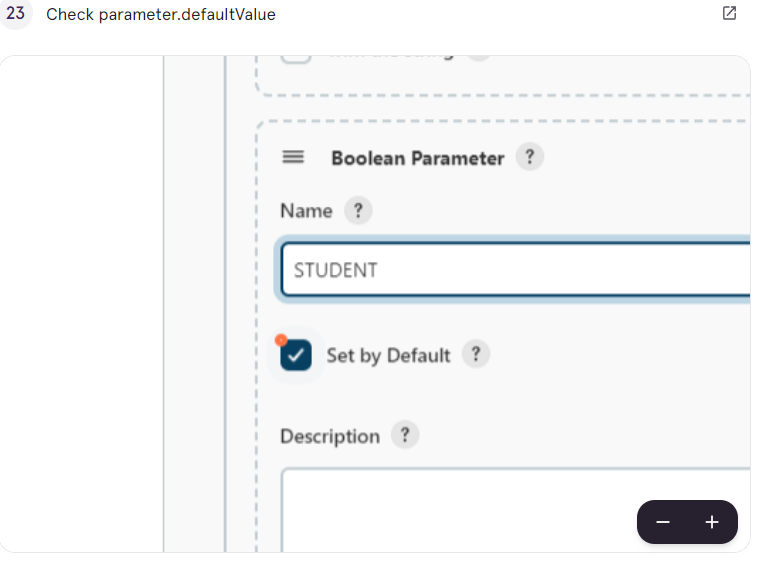 23 Check parameter.defaultValue
Boolean Parameter ?
Name ?
STUDENT
Set by Default ?
Description ?